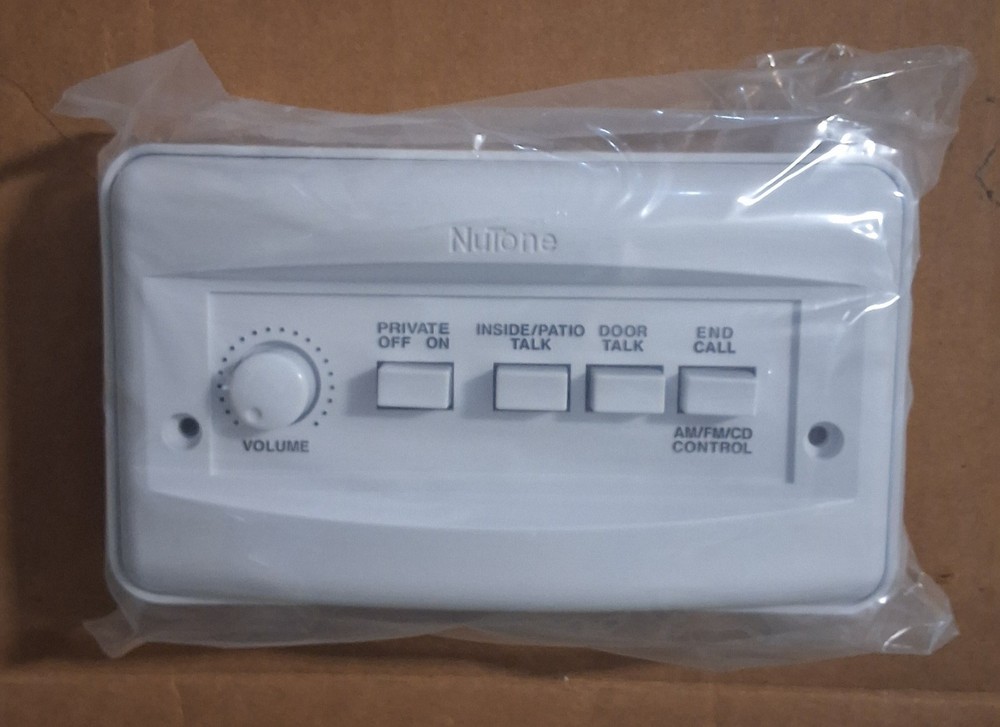 NuTone
PRIVATE
OFF ON
INSIDE/PATIO
TALK
DOOR
TALK
END
CALL
VOLUME
AM/FM/CD
CONTROL